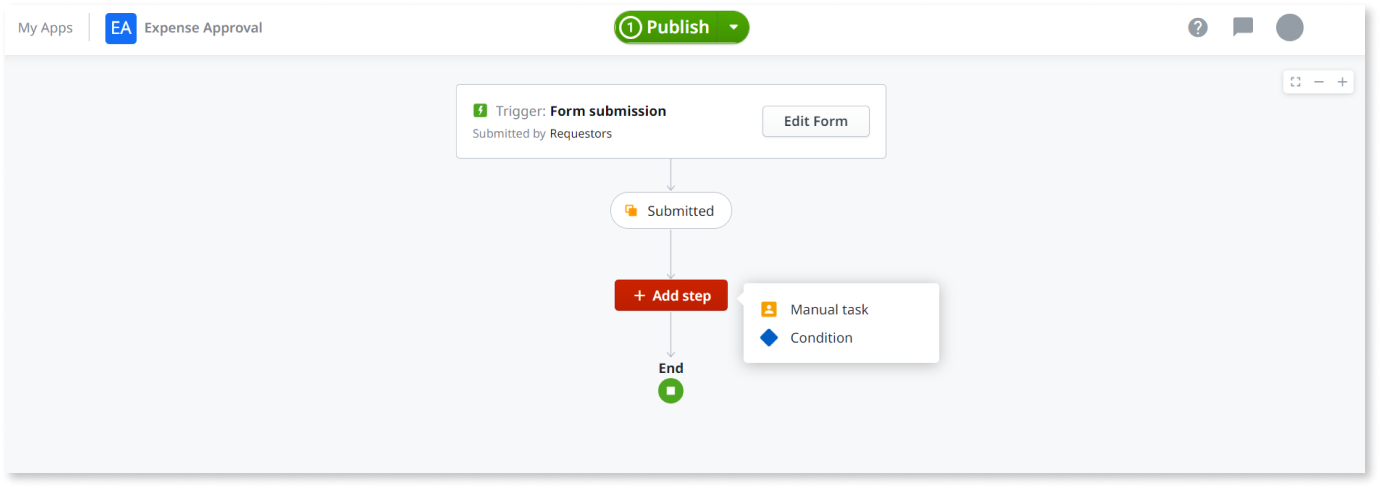 My Apps
EA Expense Approval
1 Publish
Trigger: Form submission
Submitted by Requestors
Edit Form
Submitted
+ Add step
Manual task
Condition
End